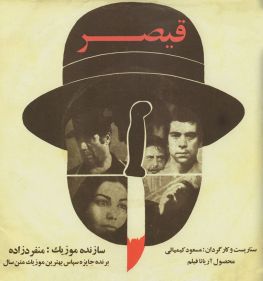 قیصر
سناریست و کارگردان : مسعود کیمیائی
محصول آریانا فیلم
سازنده موزیک : منفردزاده
برنده جایزه سپاس بهترین موزیک متن سال